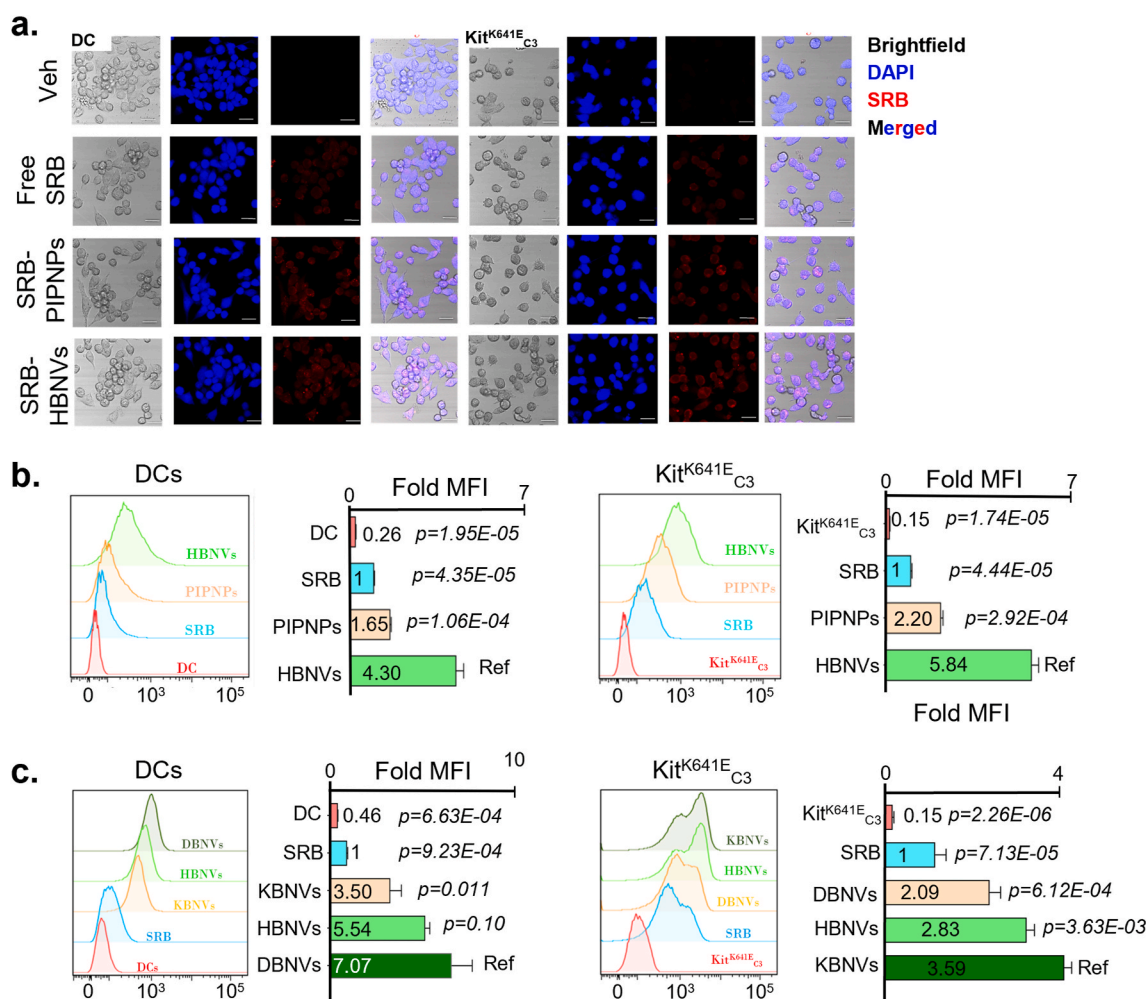 a.
DC
Kit^K641E_C3
Veh
Brightfield
DAPI
SRB
Merged
Free
SRB
SRB-
PIPNPs
SRB-
HBNVs
b.
DCs
HBNVs
PIPNPs
SRB
DC
0 10^3 10^5
0 7
Fold MFI
DC 0.26 p=1.95E-05
SRB 1 p=4.35E-05
PIPNPs 1.65 p=1.06E-04
HBNVs 4.30 Ref
Kit^K641E_C3
HBNVs
PIPNPs
SRB
Kit^K641E_C3
0 10^3 10^5
0 7
Fold MFI
Kit^K641E_C3 0.15 p=1.74E-05
SRB 1 p=4.44E-05
PIPNPs 2.20 p=2.92E-04
HBNVs 5.84 Ref
c.
DCs
DBNVs
HBNVs
KBNVs
SRB
DCs
0 10^3 10^5
0 10
Fold MFI
DC 0.46 p=6.63E-04
SRB 1 p=9.23E-04
KBNVs 3.50 p=0.011
HBNVs 5.54 p=0.10
DBNVs 7.07 Ref
Kit^K641E_C3
KBNVs
HBNVs
DBNVs
SRB
Kit^K641E_C3
0 10^3 10^5
Fold MFI
0 4
Kit^K641E_C3 0.15 p=2.26E-06
SRB 1 p=7.13E-05
DBNVs 2.09 p=6.12E-04
HBNVs 2.83 p=3.63E-03
KBNVs 3.59 Ref